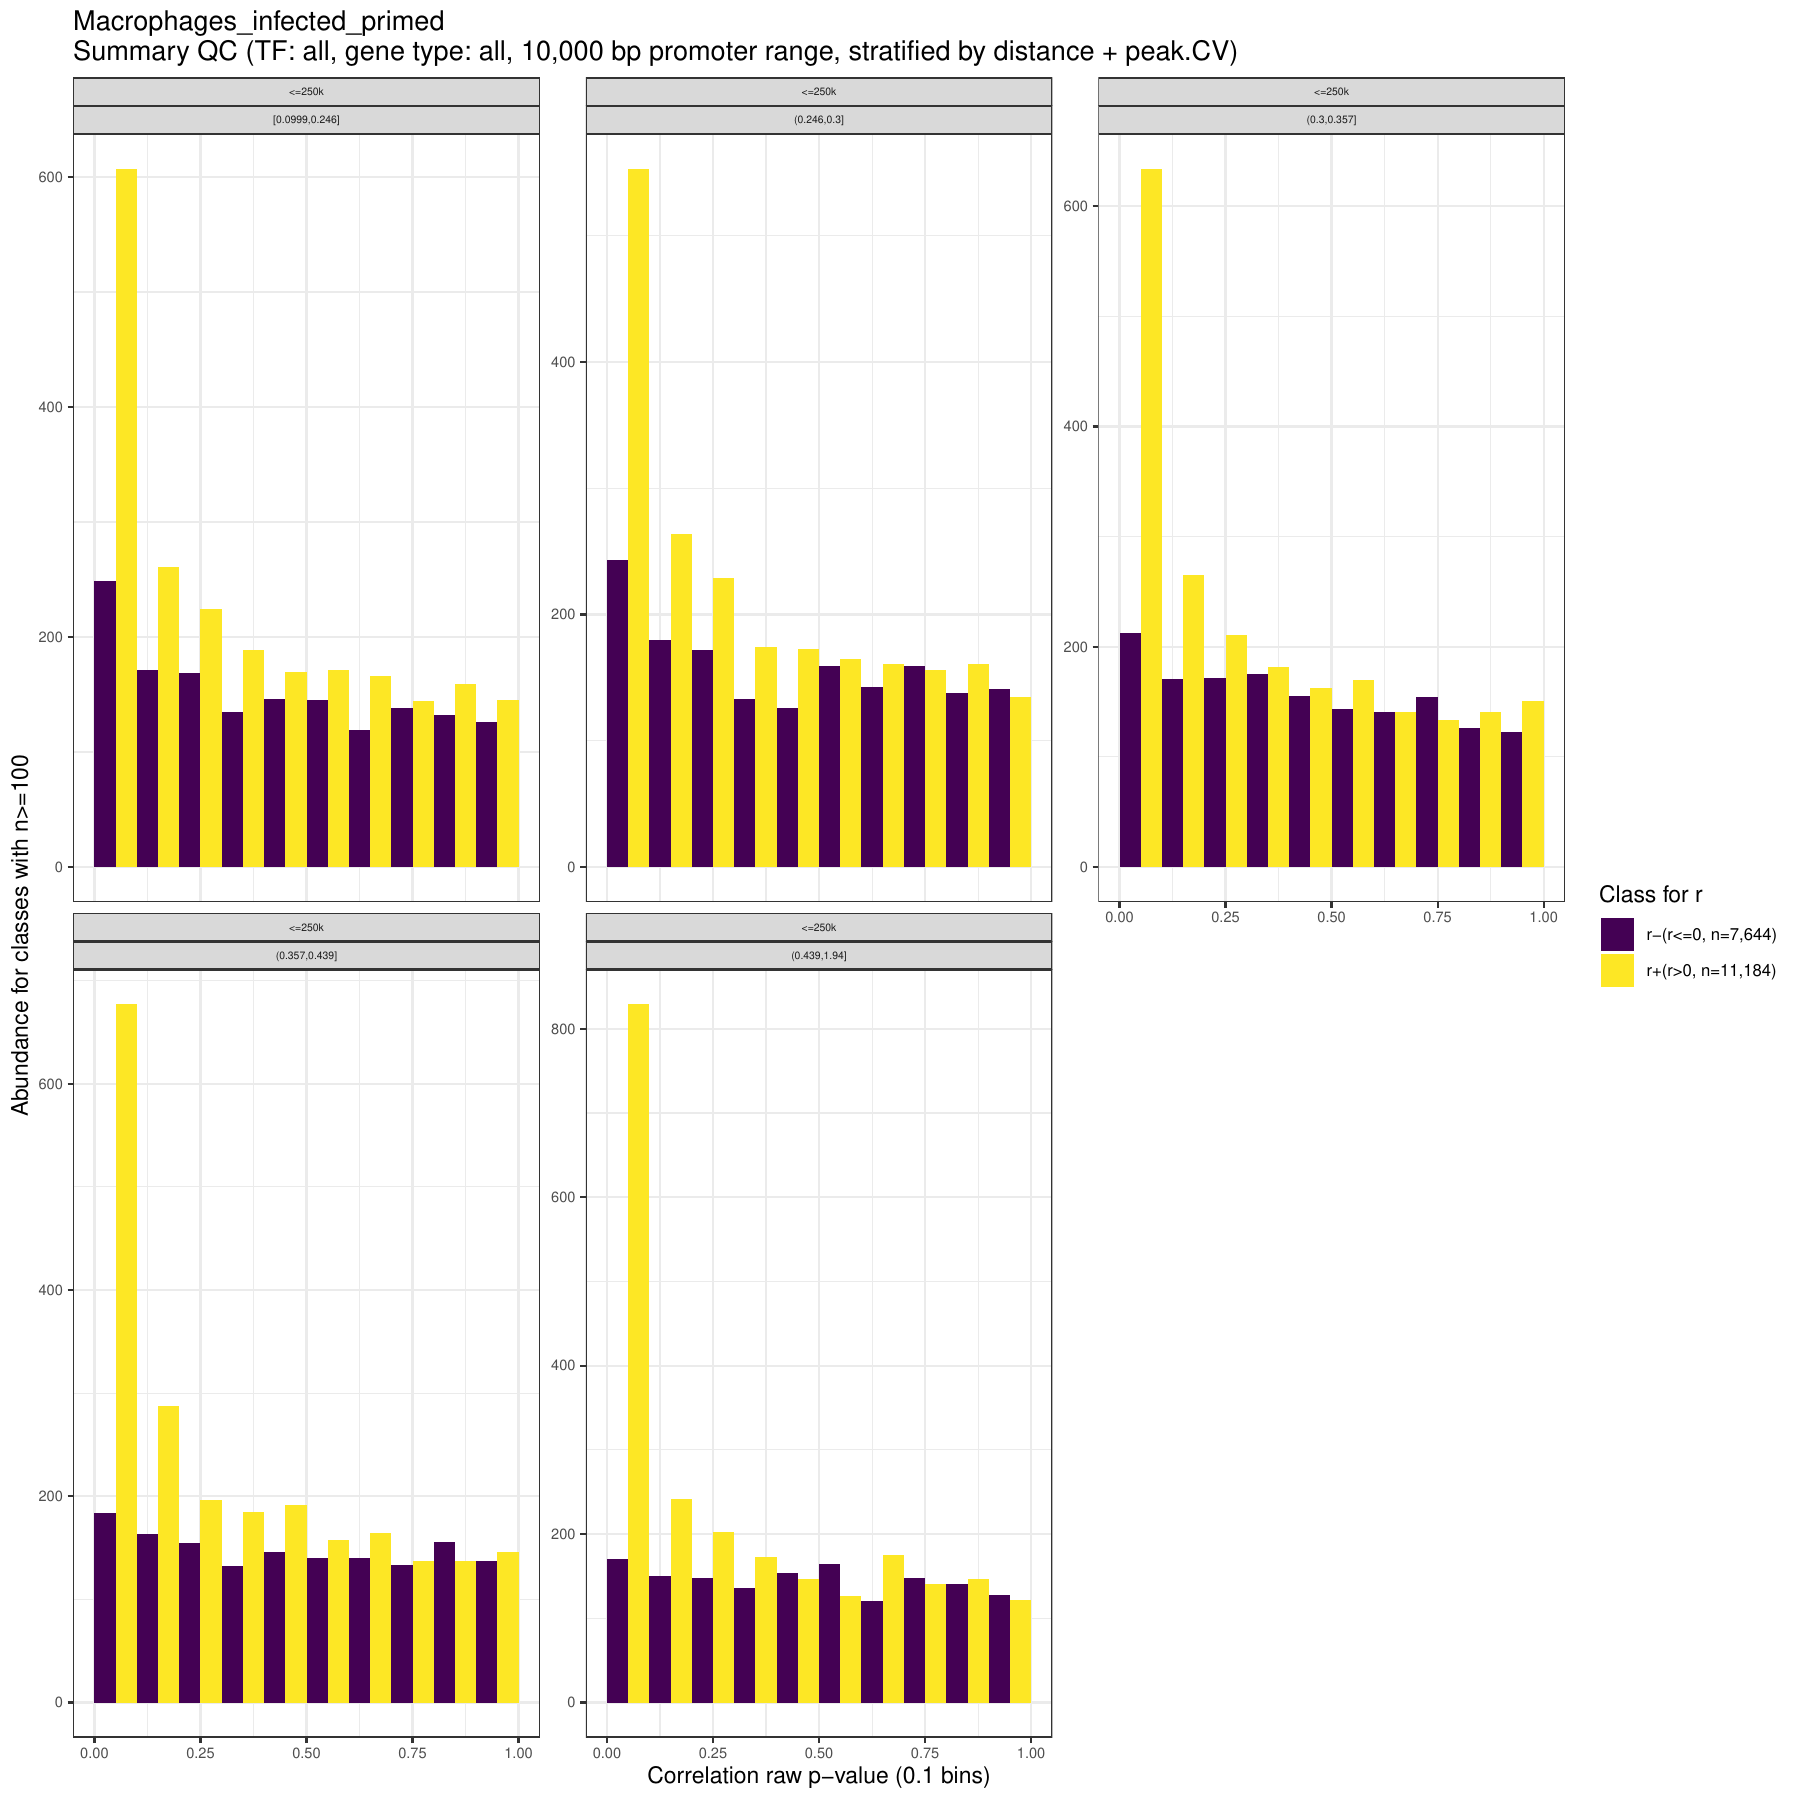 Macrophages_infected_primed
Summary QC (TF: all, gene type: all, 10,000 bp promoter range, stratified by distance + peak.CV)
<=250k
[0.0999,0.246]
600
400
200
0
<=250k
(0.246,0.3]
400
200
0
<=250k
(0.3,0.357]
600
400
200
0
0.00 0.25 0.50 0.75 1.00
<=250k
(0.357,0.439]
600
400
200
0
0.00 0.25 0.50 0.75 1.00
<=250k
(0.439,1.94]
800
600
400
200
0
0.00 0.25 0.50 0.75 1.00
Correlation raw p−value (0.1 bins)
Abundance for classes with n>=100
Class for r
r−(r<=0, n=7,644)
r+(r>0, n=11,184)